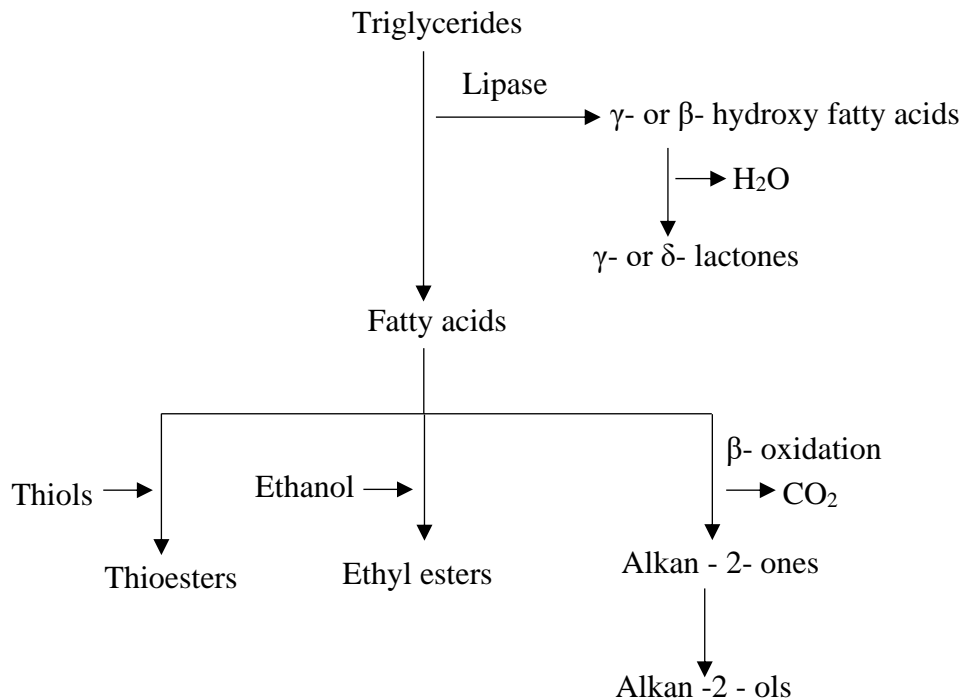 Triglycerides
Lipase
γ- or β- hydroxy fatty acids
H₂O
γ- or δ- lactones
Fatty acids
β- oxidation
Thiols
Ethanol
CO₂
Thioesters
Ethyl esters
Alkan - 2- ones
Alkan -2 - ols